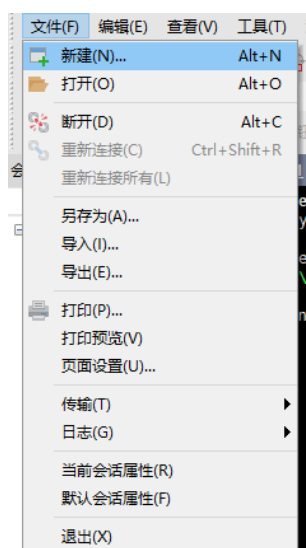 文件(F) 编辑(E) 查看(V) 工具(T)
新建(N)... Alt+N
打开(O) Alt+O
断开(D) Alt+C
重新连接(C) Ctrl+Shift+R
重新连接所有(L)
另存为(A)...
导入(I)...
导出(E)...
打印(P)...
打印预览(V)
页面设置(U)...
传输(T)
日志(G)
当前会话属性(R)
默认会话属性(F)
退出(X)